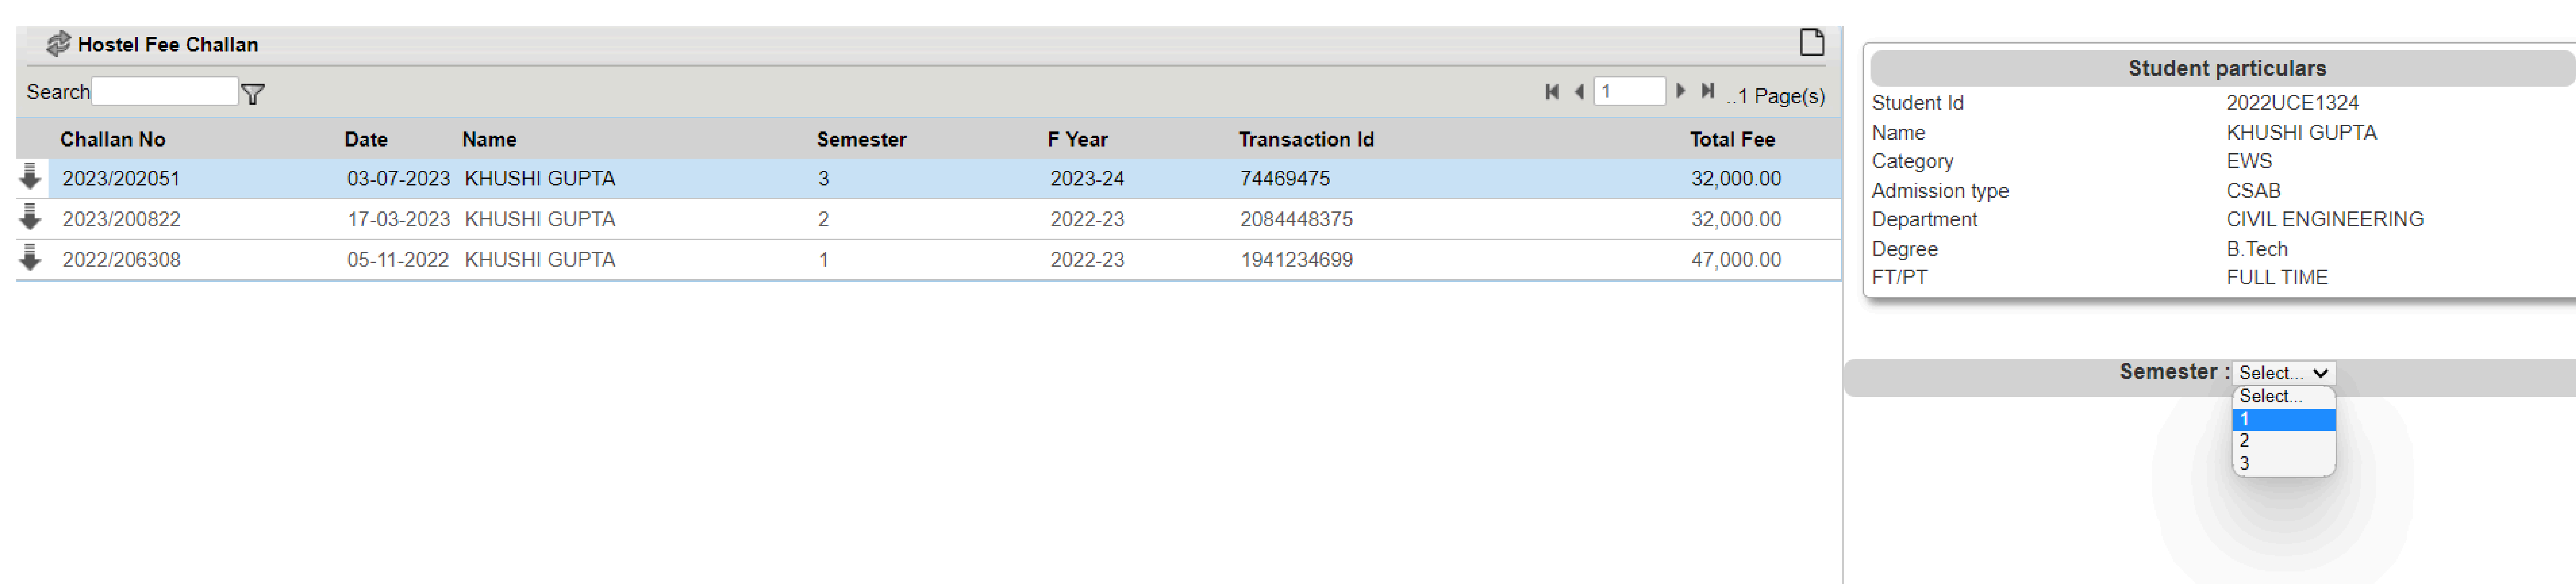 Hostel Fee Challan
Search
1 ..1 Page(s)
Challan No Date Name Semester F Year Transaction Id Total Fee
2023/202051 03-07-2023 KHUSHI GUPTA 3 2023-24 74469475 32,000.00
2023/200822 17-03-2023 KHUSHI GUPTA 2 2022-23 2084448375 32,000.00
2022/206308 05-11-2022 KHUSHI GUPTA 1 2022-23 1941234699 47,000.00
Student particulars
Student Id 2022UCE1324
Name KHUSHI GUPTA
Category EWS
Admission type CSAB
Department CIVIL ENGINEERING
Degree B.Tech
FT/PT FULL TIME
Semester : Select...
Select...
1
2
3